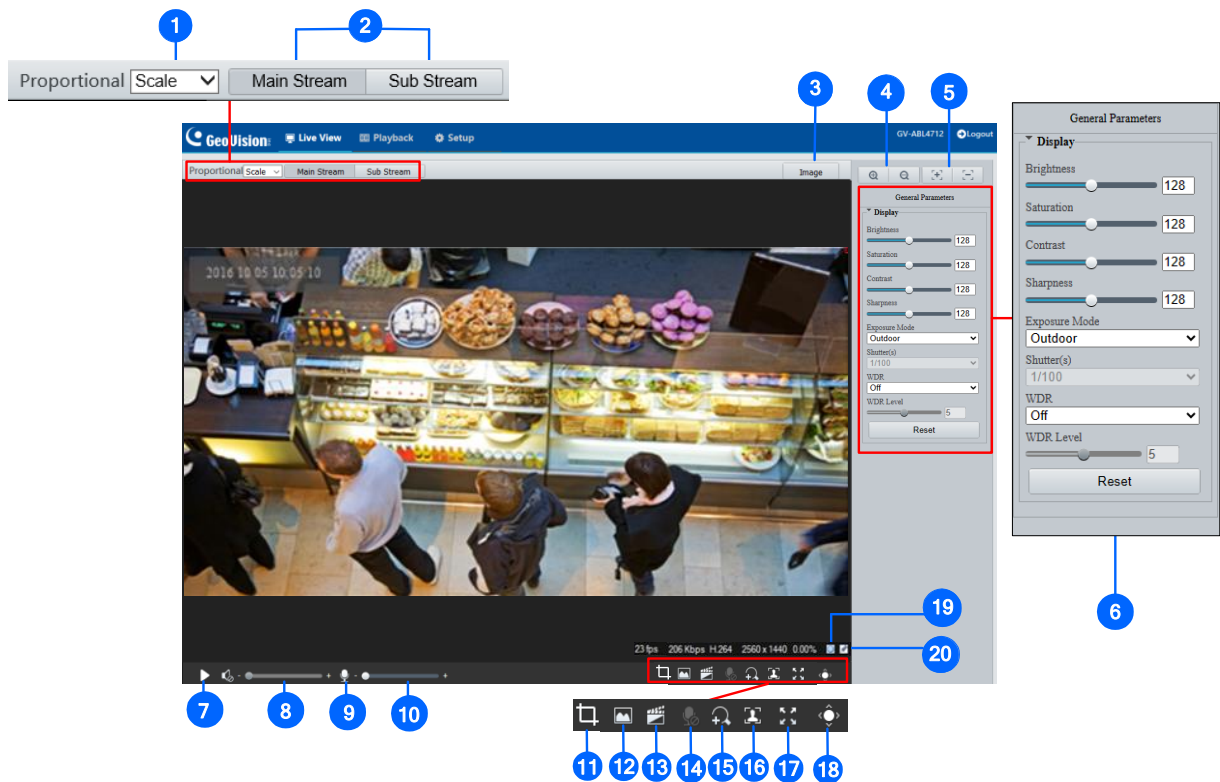 1
2
Proportional Scale Main Stream Sub Stream
3
4
5
GeoVision Live View Playback Setup GV-ABL4712 Logout
Proportional Scale Main Stream Sub Stream Image
General Parameters
Display
Brightness
128
Saturation
128
Contrast
128
Sharpness
128
Exposure Mode
Outdoor
Shutter(s)
1/100
WDR
Off
WDR Level
5
Reset
General Parameters
Display
Brightness
128
Saturation
128
Contrast
128
Sharpness
128
Exposure Mode
Outdoor
Shutter(s)
1/100
WDR
Off
WDR Level
5
Reset
6
2016 10 05 10:05:10
19
23 fps 206 Kbps H.264 2560 x 1440 0.00%
20
- +
- +
7
8
9
10
11
12
13
14
15
16
17
18